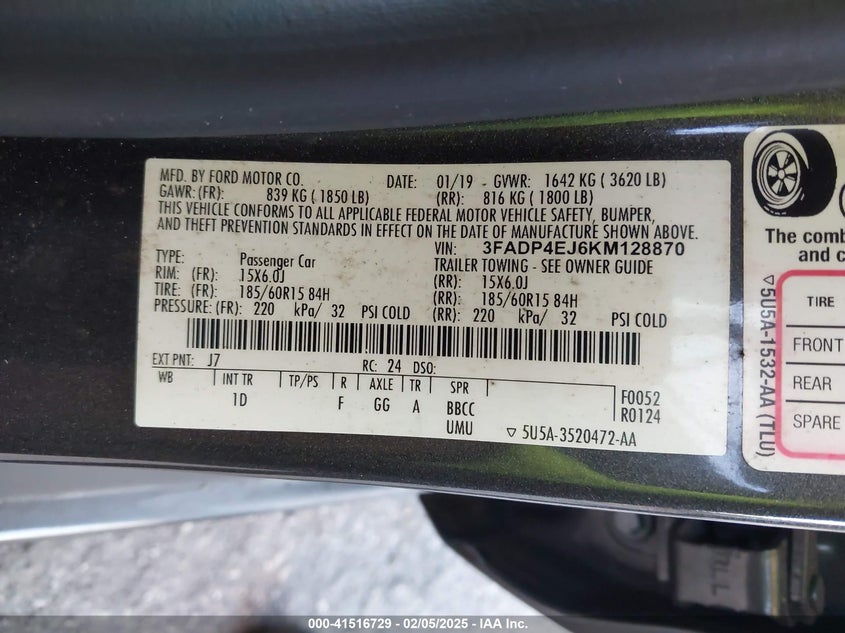 MFD. BY FORD MOTOR CO. DATE: 01/19 GVWR: 1642 KG ( 3620 LB)
GAWR: (FR): 839 KG ( 1850 LB) (RR): 816 KG ( 1800 LB)
THIS VEHICLE CONFORMS TO ALL APPLICABLE FEDERAL MOTOR VEHICLE SAFETY, BUMPER,
AND THEFT PREVENTION STANDARDS IN EFFECT ON THE DATE OF MANUFACTURE SHOWN ABOVE.
VIN: 3FADP4EJ6KM128870
TYPE: Passenger Car TRAILER TOWING - SEE OWNER GUIDE
RIM: (FR): 15X6.0J (RR): 15X6.0J
TIRE: (FR): 185/60R15 84H (RR): 185/60R15 84H
PRESSURE: (FR): 220 kPa/ 32 PSI COLD (RR): 220 kPa/ 32 PSI COLD
EXT PNT: J7 RC: 24 DSO:
WB INT TR TP/PS R AXLE TR SPR
1D F GG A BBCC F0052
UMU R0124
▽ 5U5A-3520472-AA
The comb
and c
▽5U5A-1532-AA (TLU)
TIRE
FRONT
REAR
SPARE
000-41516729 - 02/05/2025 - IAA Inc.